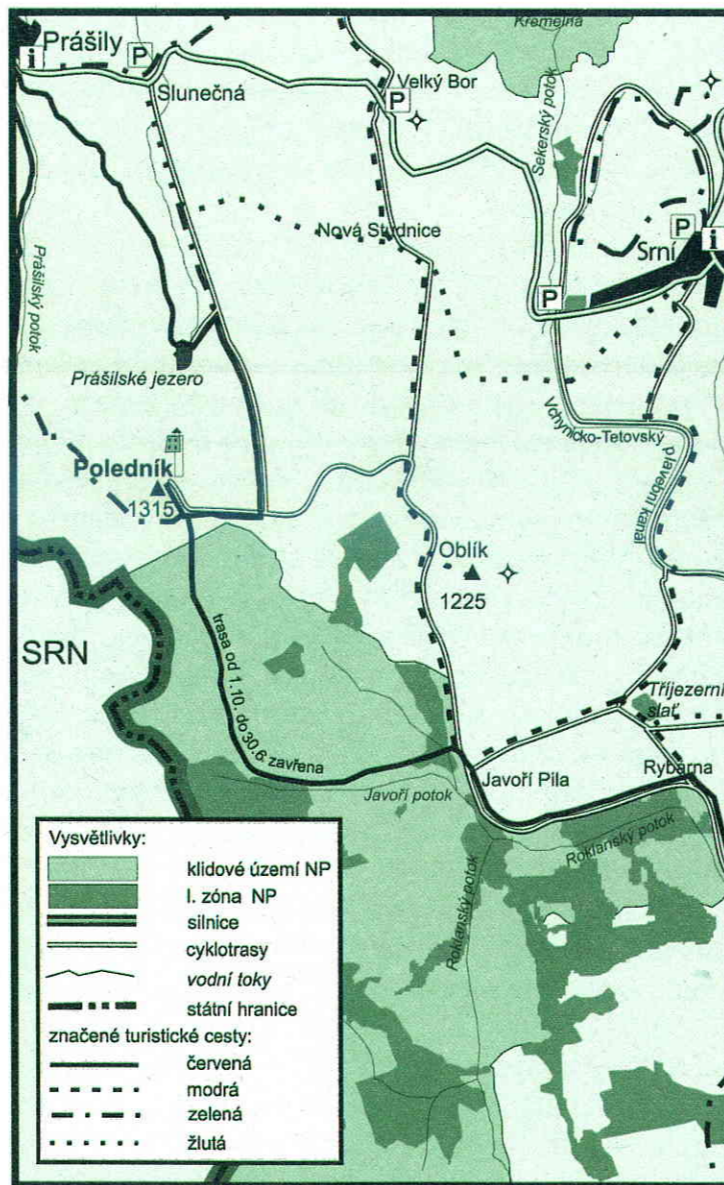 Křemelná
Prášily
P
i
Slunečná
Velký Bor
P
Sekerský potok
P
i
Srní
Nová Studnice
P
Prášilský potok
Prášilské jezero
Vchynicko-Tetovský
plavební kanál
Poledník
1315
Oblík
1225
SRN
trasa od 1.10. do 30.6. zavřena
Tříjezerní
slať
Javoří Pila
Rybárna
Javoří potok
Roklanský potok
Roklanský potok
Vysvětlivky:
klidové území NP
I. zóna NP
silnice
cyklotrasy
vodní toky
státní hranice
značené turistické cesty:
červená
modrá
zelená
žlutá